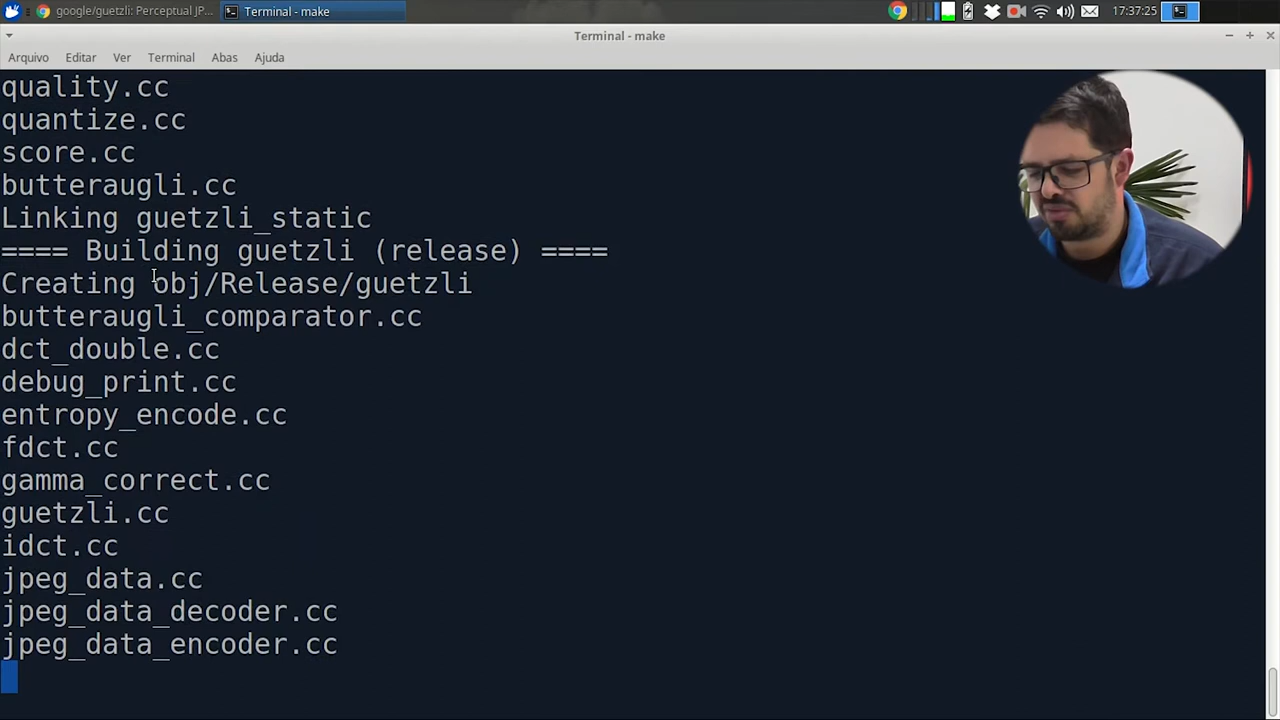 google/guetzli: Perceptual JP... Terminal - make 17:37:25
Terminal - make
Arquivo Editar Ver Terminal Abas Ajuda
quality.cc
quantize.cc
score.cc
butteraugli.cc
Linking guetzli_static
==== Building guetzli (release) ====
Creating obj/Release/guetzli
butteraugli_comparator.cc
dct_double.cc
debug_print.cc
entropy_encode.cc
fdct.cc
gamma_correct.cc
guetzli.cc
idct.cc
jpeg_data.cc
jpeg_data_decoder.cc
jpeg_data_encoder.cc